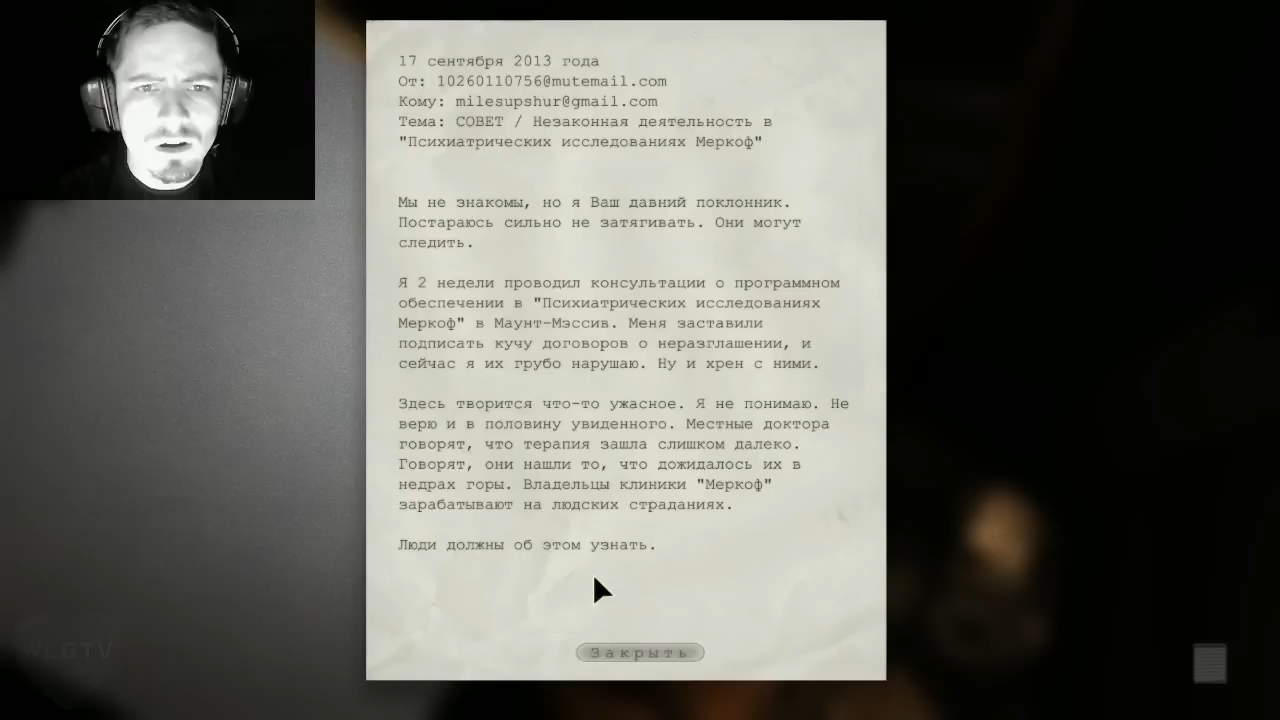 17 сентября 2013 года
От: 10260110756@mutemail.com
Кому: milesupshur@gmail.com
Тема: СОВЕТ / Незаконная деятельность в
"Психиатрических исследованиях Меркоф"
Мы не знакомы, но я Ваш давний поклонник.
Постараюсь сильно не затягивать. Они могут
следить.
Я 2 недели проводил консультации о программном
обеспечении в "Психиатрических исследованиях
Меркоф" в Маунт-Мэссив. Меня заставили
подписать кучу договоров о неразглашении, и
сейчас я их грубо нарушаю. Ну и хрен с ними.
Здесь творится что-то ужасное. Я не понимаю. Не
верю и в половину увиденного. Местные доктора
говорят, что терапия зашла слишком далеко.
Говорят, они нашли то, что дожидалось их в
недрах горы. Владельцы клиники "Меркоф"
зарабатывают на людских страданиях.
Люди должны об этом узнать.
Закрыть
WLGTV